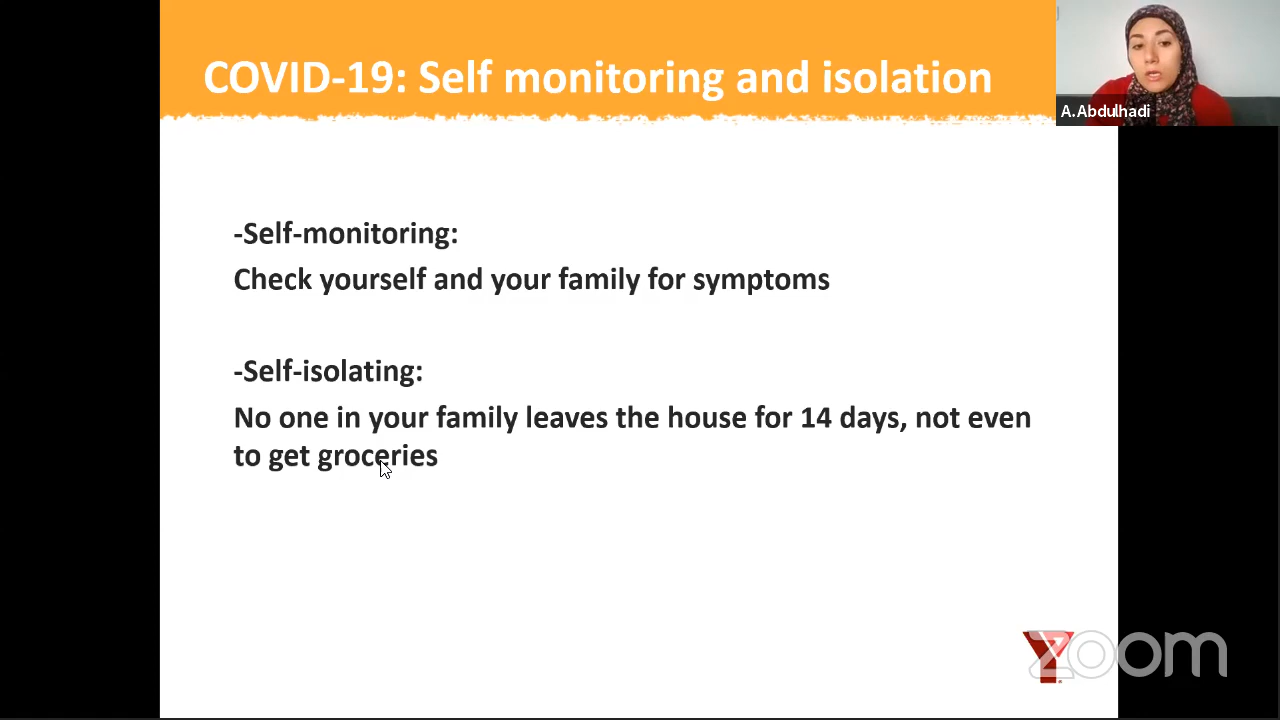 COVID-19: Self monitoring and isolation
A.Abdulhadi
-Self-monitoring:
Check yourself and your family for symptoms
-Self-isolating:
No one in your family leaves the house for 14 days, not even
to get groceries
Y
zoom